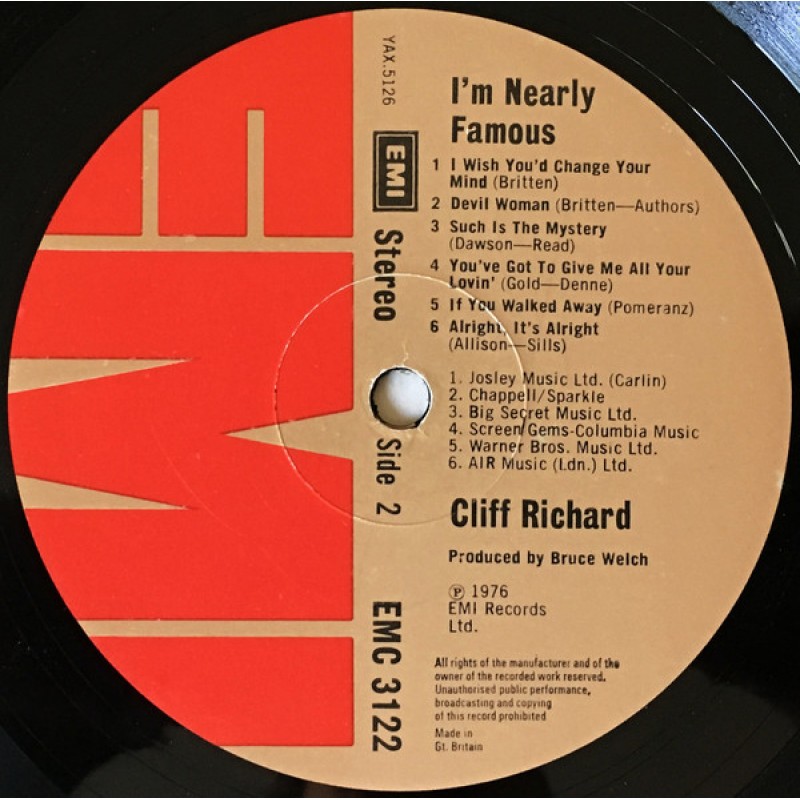 YAX.5126
EMI
Stereo
Side 2
EMC 3122
I'm Nearly
Famous
1 I Wish You'd Change Your
Mind (Britten)
2 Devil Woman (Britten—Authors)
3 Such Is The Mystery
(Dawson—Read)
4 You've Got To Give Me All Your
Lovin' (Gold—Denne)
5 If You Walked Away (Pomeranz)
6 Alright, It's Alright
(Allison—Sills)
1. Josley Music Ltd. (Carlin)
2. Chappell/Sparkle
3. Big Secret Music Ltd.
4. Screen Gems-Columbia Music
5. Warner Bros. Music Ltd.
6. AIR Music (Ldn.) Ltd.
Cliff Richard
Produced by Bruce Welch
℗ 1976
EMI Records
Ltd.
All rights of the manufacturer and of the
owner of the recorded work reserved.
Unauthorised public performance,
broadcasting and copying
of this record prohibited
Made in
Gt. Britain